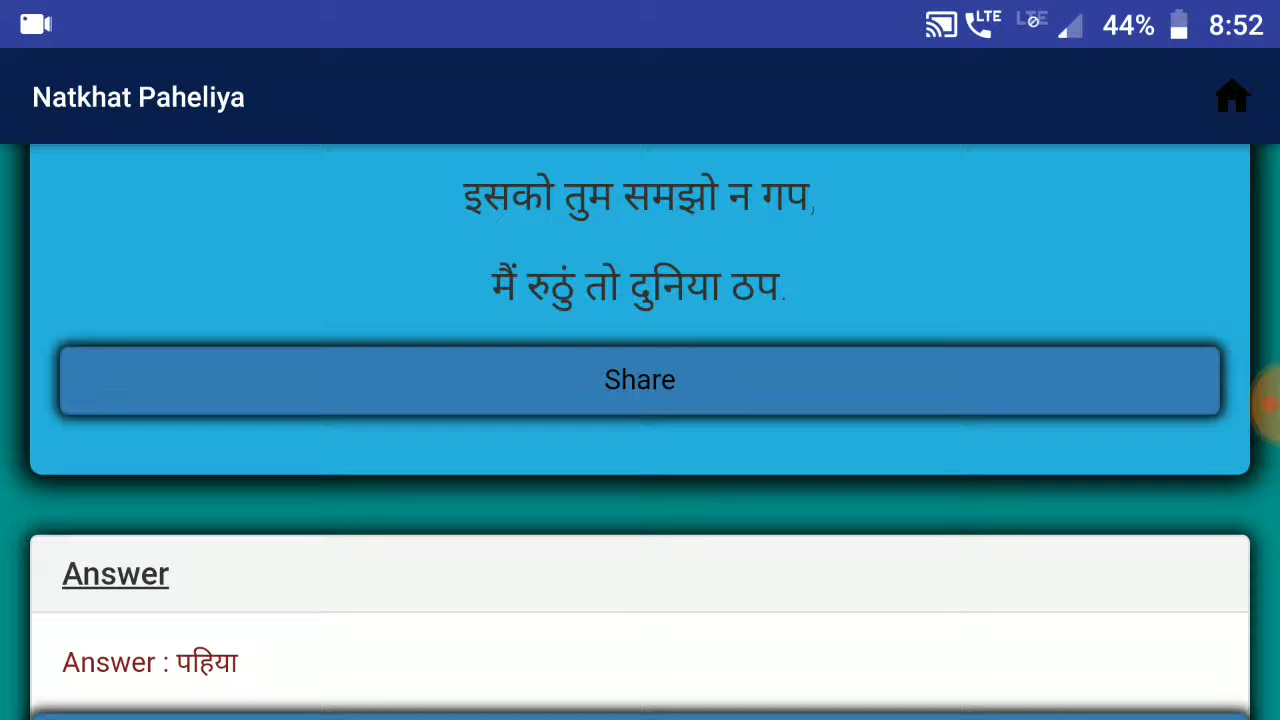 LTE LTE 44% 8:52
Natkhat Paheliya
इसको तुम समझो न गप,
मैं रुठुं तो दुनिया ठप.
Share
Answer
Answer : पहिया